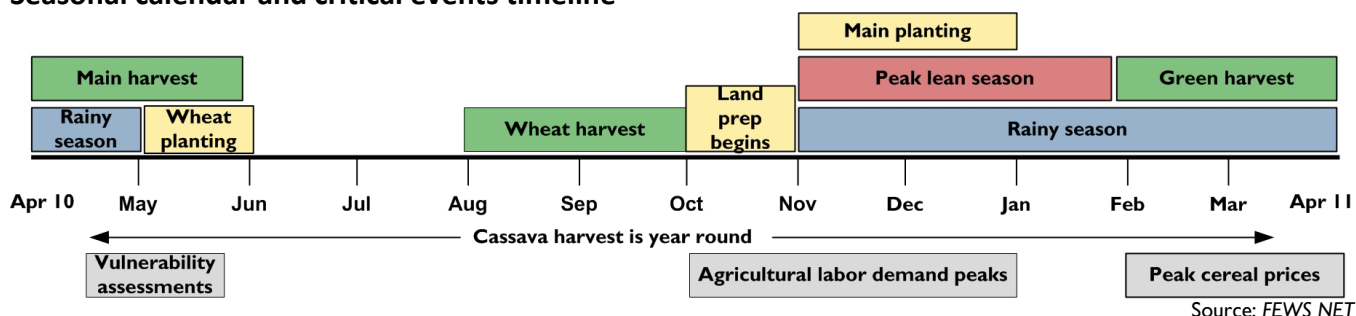 Seasonal calendar and critical events timeline
Main planting
Main harvest
Peak lean season
Green harvest
Rainy
season
Wheat
planting
Wheat harvest
Land
prep
begins
Rainy season
Apr 10
May
Jun
Jul
Aug
Sep
Oct
Nov
Dec
Jan
Feb
Mar
Apr 11
Cassava harvest is year round
Vulnerability
assessments
Agricultural labor demand peaks
Peak cereal prices
Source: FEWS NET